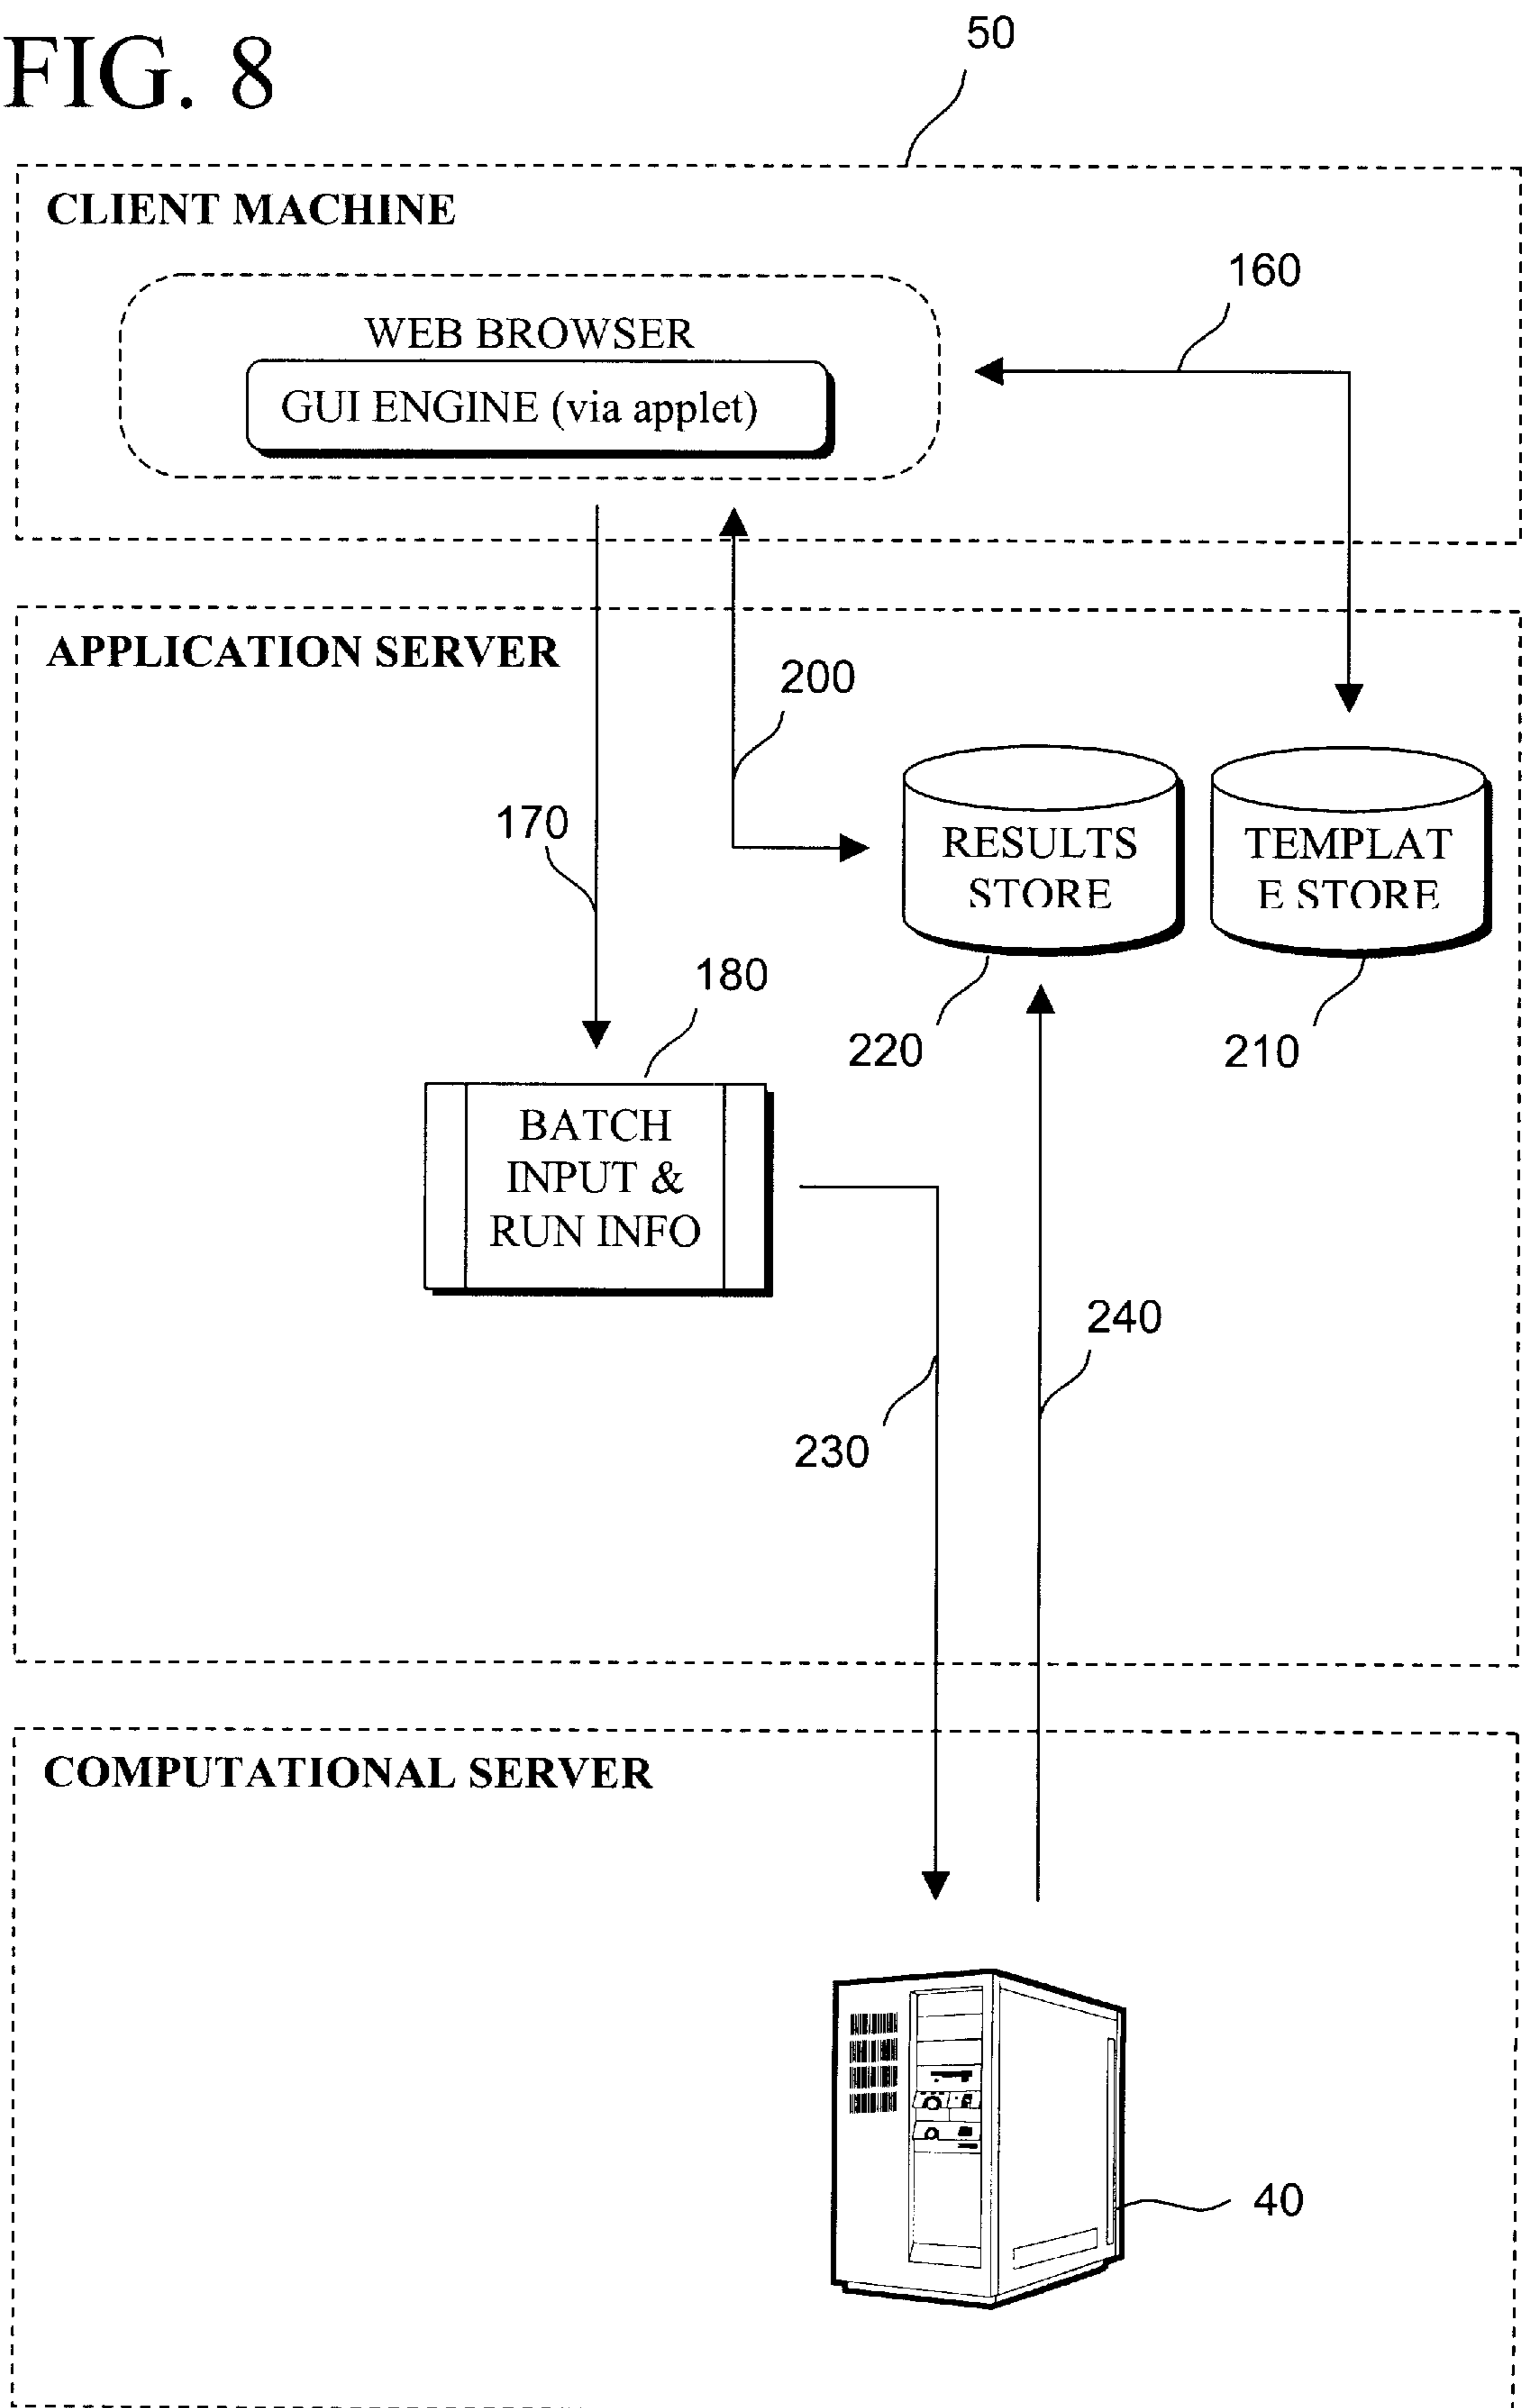 FIG. 8
50
CLIENT MACHINE
160
WEB BROWSER
GUI ENGINE (via applet)
APPLICATION SERVER
200
170
RESULTS
STORE
TEMPLAT
E STORE
180
220
210
BATCH
INPUT &
RUN INFO
240
230
COMPUTATIONAL SERVER
40